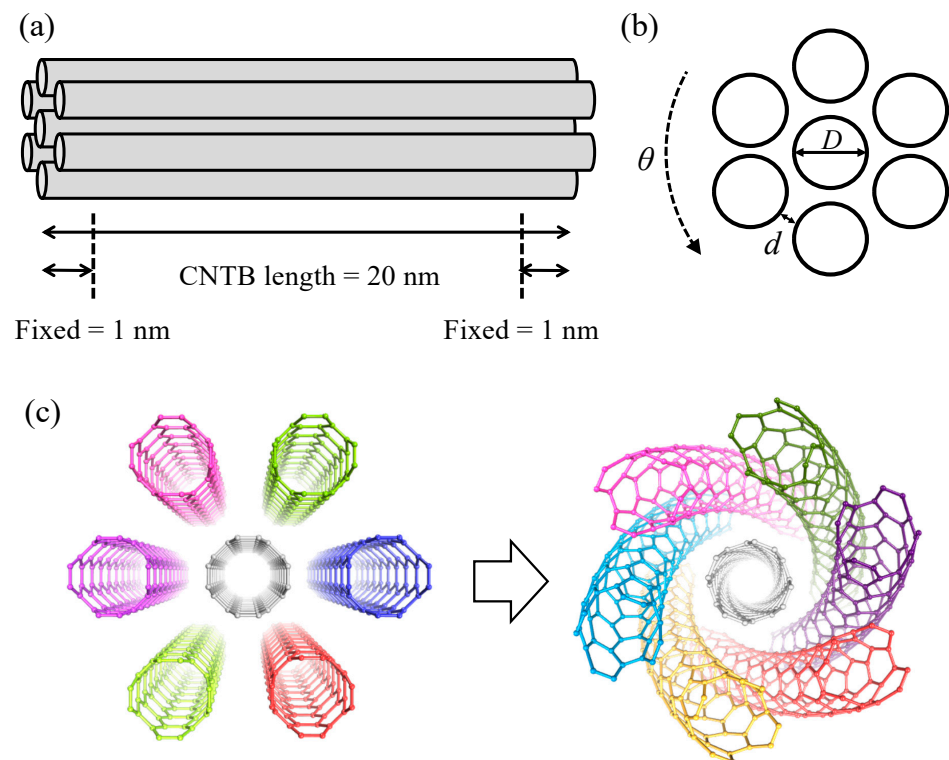 (a)
CNTB length = 20 nm
Fixed = 1 nm
Fixed = 1 nm
(b)
D
θ
d
(c)